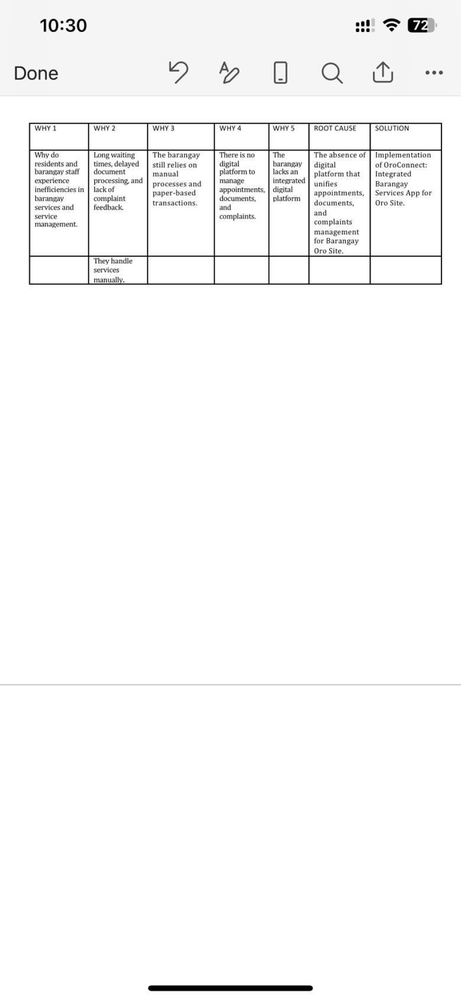 10:30
72
Done
WHY 1
WHY 2
WHY 3
WHY 4
WHY 5
ROOT CAUSE
SOLUTION
Why do
residents and
barangay staff
experience
inefficiencies in
barangay
services and
service
management.
Long waiting
times, delayed
document
processing, and
lack of
complaint
feedback.
The barangay
still relies on
manual
processes and
paper-based
transactions.
There is no
digital
platform to
manage
appointments,
documents,
and
complaints.
The
barangay
lacks an
integrated
digital
platform
The absence of
digital
platform that
unifies
appointments,
documents,
and
complaints
management
for Barangay
Oro Site.
Implementation
of OroConnect:
Integrated
Barangay
Services App for
Oro Site.
They handle
services
manually.